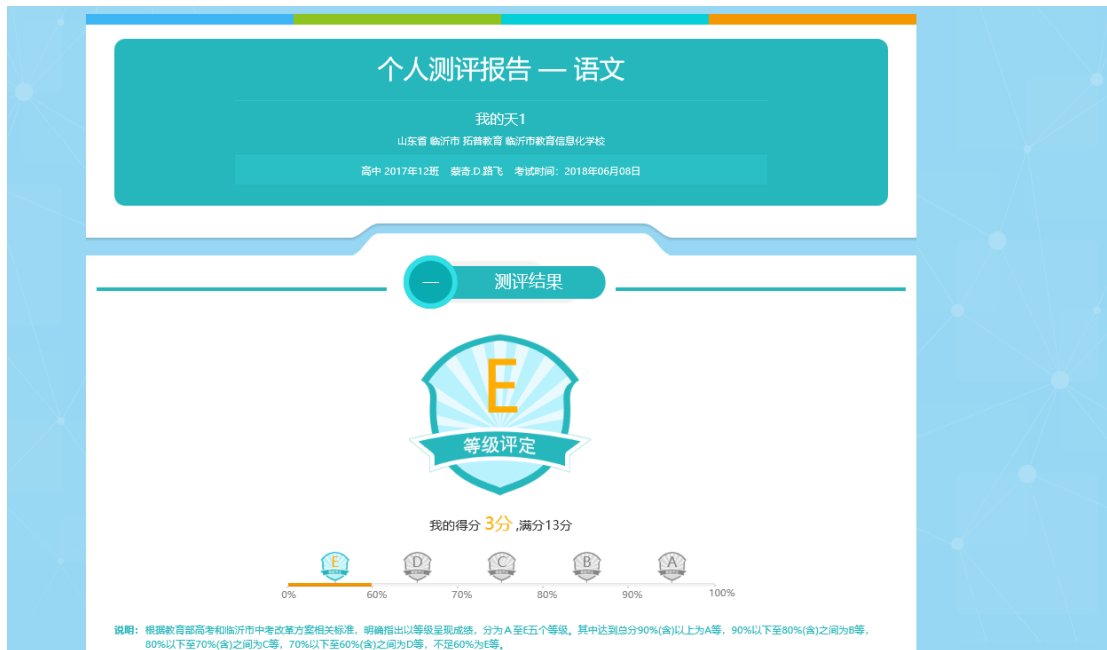 个人测评报告 — 语文
我的天1
山东省 临沂市 拓普教育 临沂市教育信息化学校
高中 2017年12班 蒙奇.D.路飞 考试时间：2018年06月08日
一 测评结果
E
等级评定
我的得分 3分 ,满分13分
E D C B A
0% 60% 70% 80% 90% 100%
说明： 根据教育部高考和临沂市中考改革方案相关标准，明确指出以等级呈现成绩，分为A至E五个等级。其中达到总分90%(含)以上为A等，90%以下至80%(含)之间为B等，
80%以下至70%(含)之间为C等，70%以下至60%(含)之间为D等，不足60%为E等。